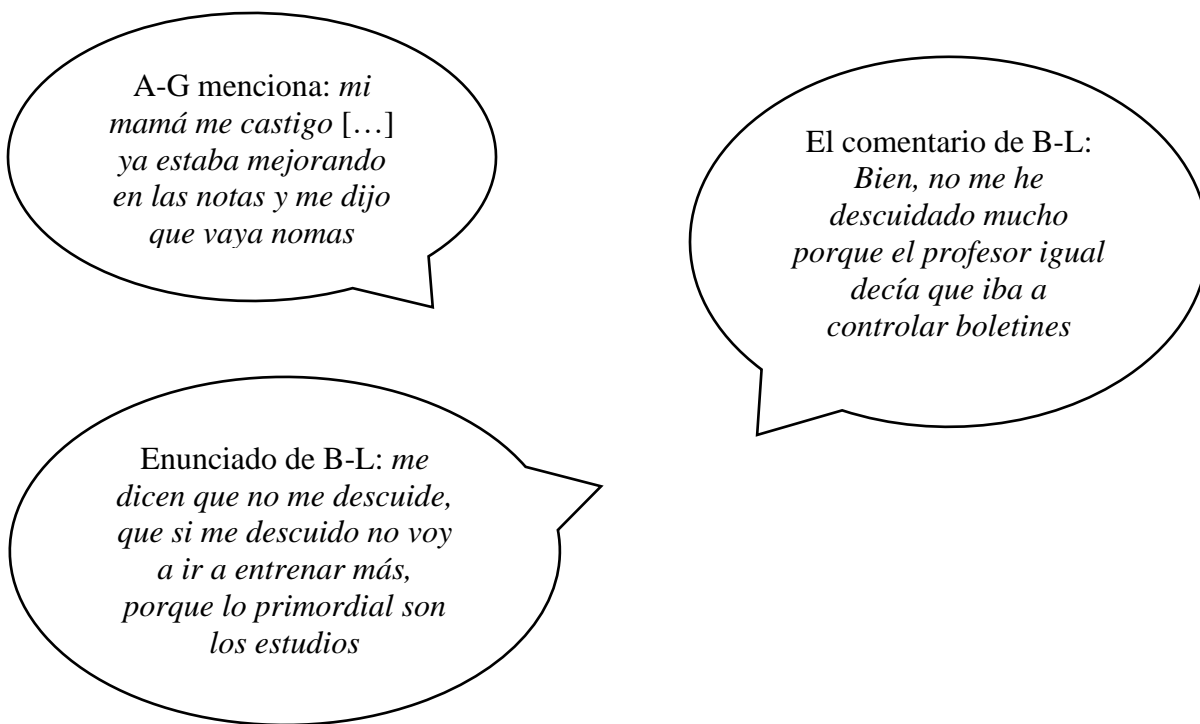 A-G menciona: mi
mamá me castigo […]
ya estaba mejorando
en las notas y me dijo
que vaya nomas
El comentario de B-L:
Bien, no me he
descuidado mucho
porque el profesor igual
decía que iba a
controlar boletines
Enunciado de B-L: me
dicen que no me descuide,
que si me descuido no voy
a ir a entrenar más,
porque lo primordial son
los estudios